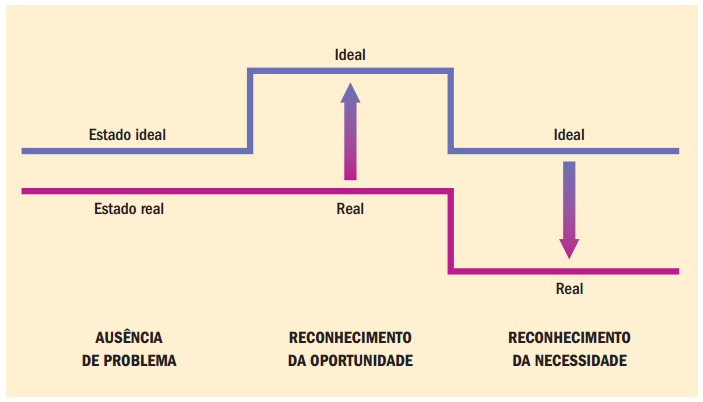 Ideal
Estado ideal
Ideal
Estado real
Real
Real
AUSÊNCIA
DE PROBLEMA
RECONHECIMENTO
DA OPORTUNIDADE
RECONHECIMENTO
DA NECESSIDADE